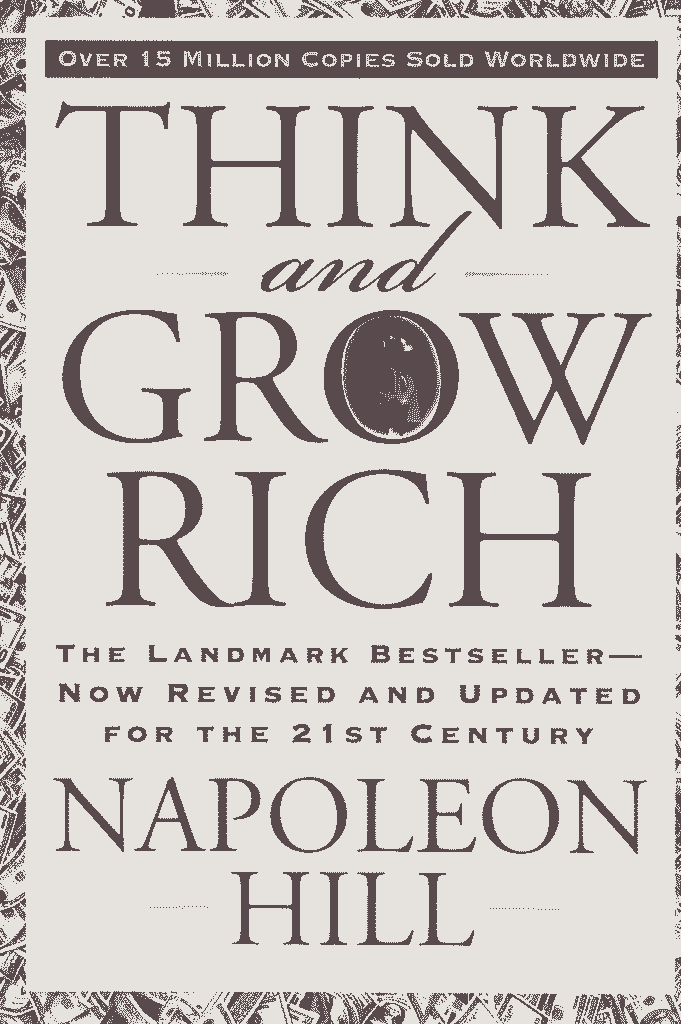 OVER 15 MILLION COPIES SOLD WORLDWIDE
THINK
and
GROW
RICH
THE LANDMARK BESTSELLER—
NOW REVISED AND UPDATED
FOR THE 21ST CENTURY
NAPOLEON
HILL